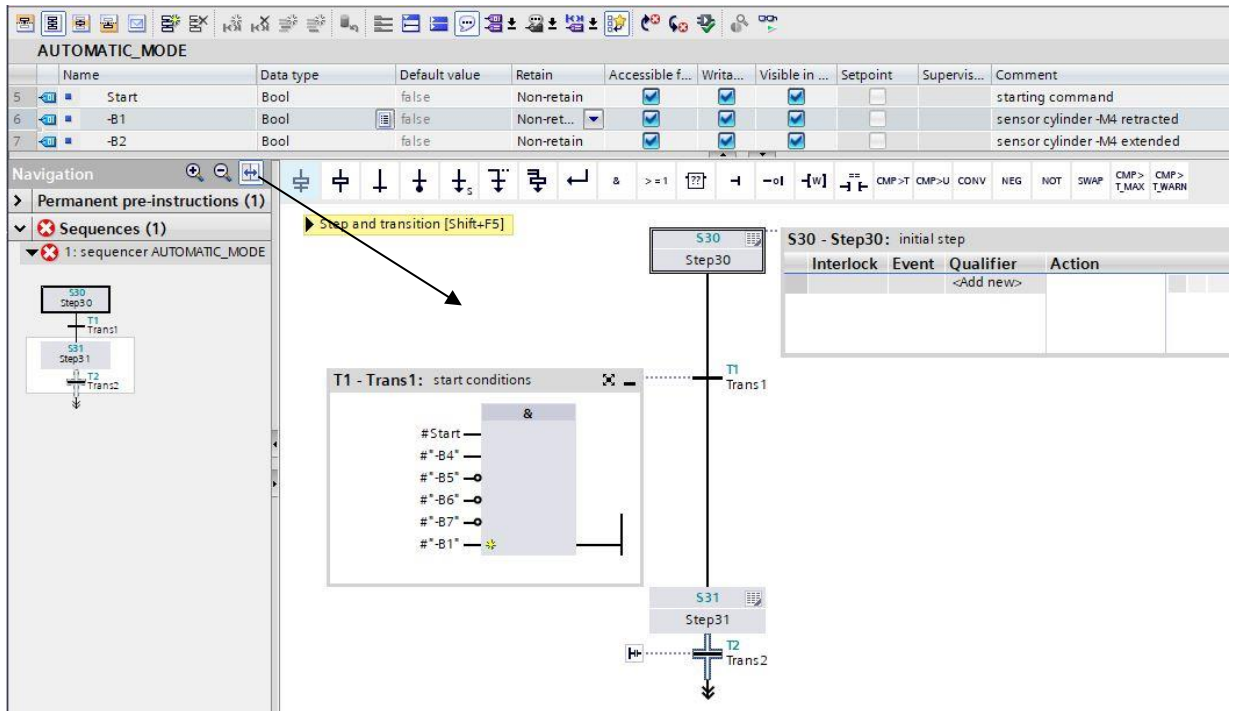 AUTOMATIC_MODE
Name Data type Default value Retain Accessible f... Writa... Visible in ... Setpoint Supervis... Comment
5 Start Bool false Non-retain starting command
6 -B1 Bool false Non-ret... sensor cylinder -M4 retracted
7 -B2 Bool false Non-retain sensor cylinder -M4 extended
Navigation
& >=1 [??] [W] == CMP>T CMP>U CONV NEG NOT SWAP CMP> T_MAX CMP> T_WARN
Permanent pre-instructions (1)
Sequences (1)
1: sequencer AUTOMATIC_MODE
S30
Step30
T1
Trans1
S31
Step31
T2
Trans2
Step and transition [Shift+F5]
S30
Step30
S30 - Step30: initial step
Interlock Event Qualifier Action
<Add new>
T1 - Trans1: start conditions
T1
Trans1
&
#Start
#"-B4"
#"-B5"
#"-B6"
#"-B7"
#"-B1"
S31
Step31
T2
Trans2